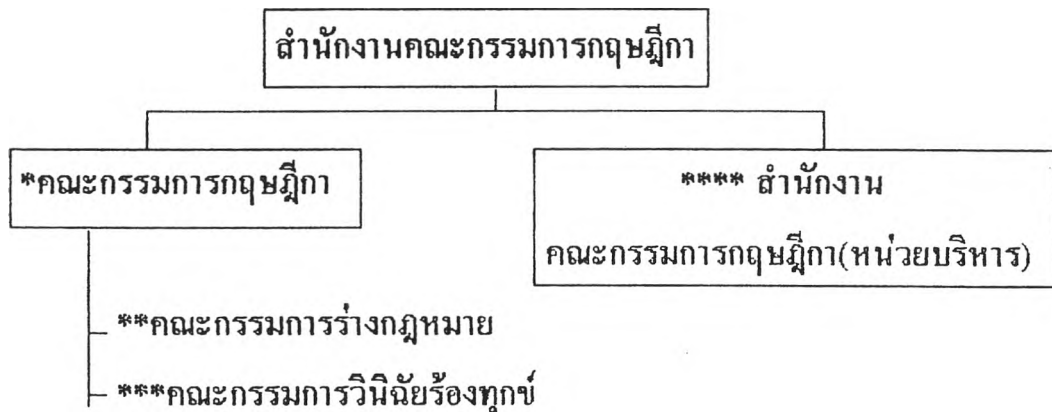 สำนักงานคณะกรรมการกฤษฎีกา
*คณะกรรมการกฤษฎีกา
**คณะกรรมการร่างกฎหมาย
***คณะกรรมการวินิฉัยร้องทุกข์
**** สำนักงาน
คณะกรรมการกฤษฎีกา(หน่วยบริหาร)